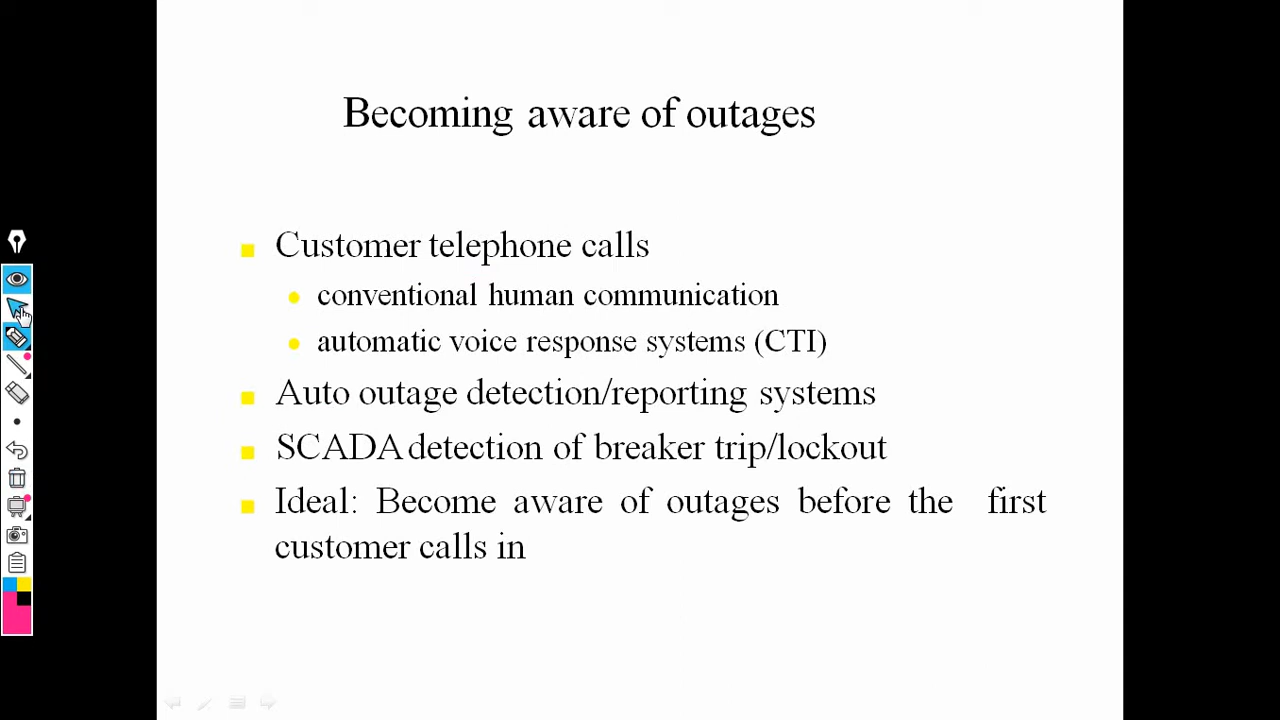 Becoming aware of outages
Customer telephone calls
conventional human communication
automatic voice response systems (CTI)
Auto outage detection/reporting systems
SCADA detection of breaker trip/lockout
Ideal: Become aware of outages before the first
customer calls in